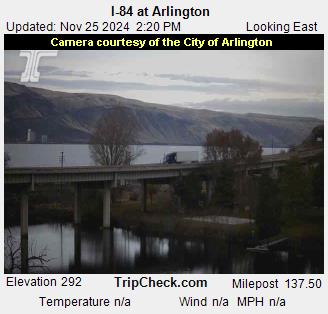 I-84 at Arlington
Updated: Nov 25 2024 2:20 PM Looking East
Camera courtesy of the City of Arlington
Elevation 292 TripCheck.com Milepost 137.50
Temperature n/a Wind n/a MPH n/a